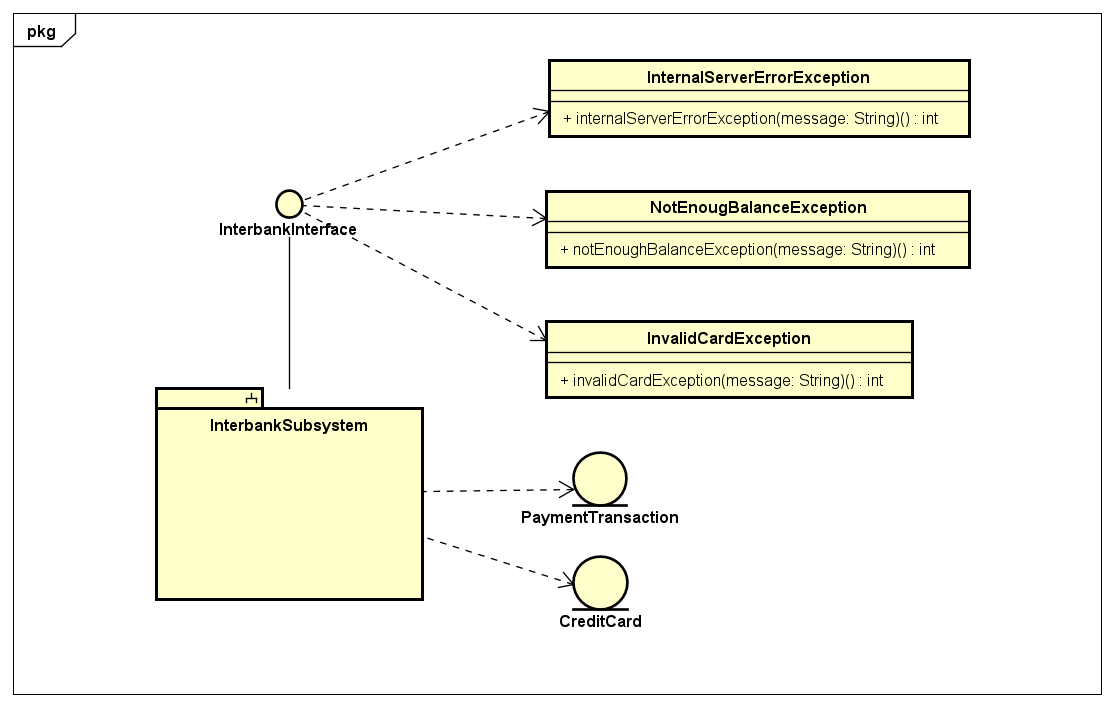 pkg
InternalServerErrorException
+ internalServerErrorException(message: String)() : int
InterbankInterface
NotEnougBalanceException
+ notEnoughBalanceException(message: String)() : int
InvalidCardException
+ invalidCardException(message: String)() : int
InterbankSubsystem
PaymentTransaction
CreditCard